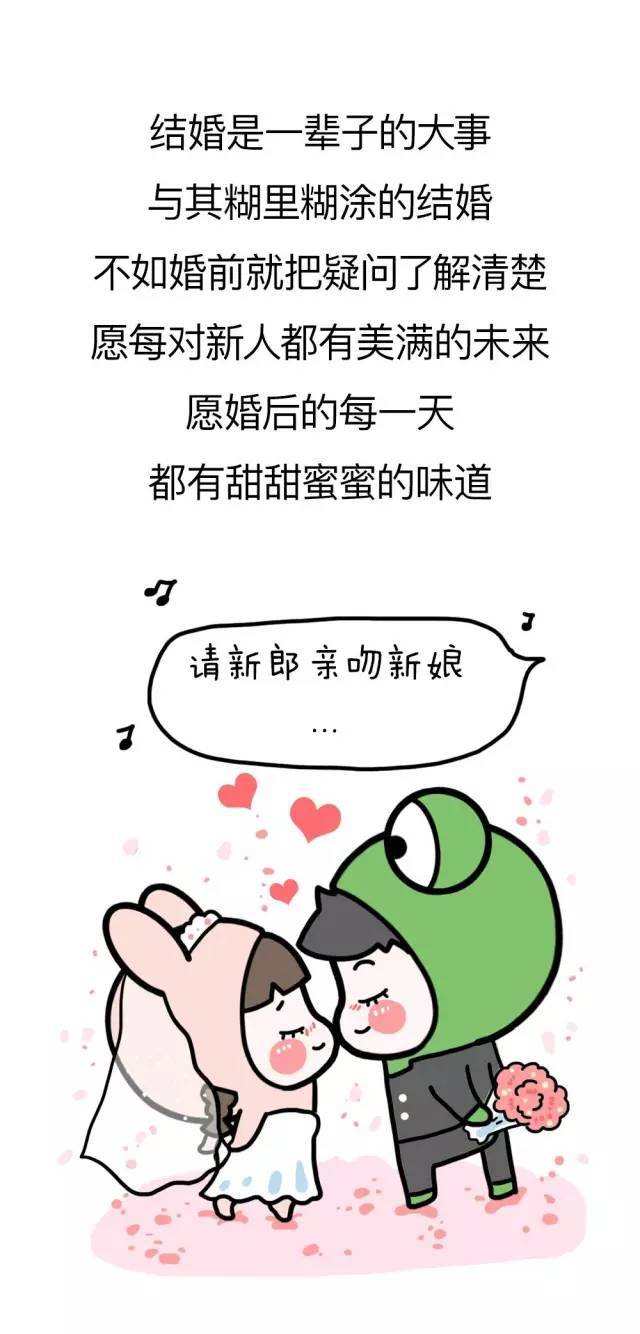 结婚是一辈子的大事
与其糊里糊涂的结婚
不如婚前就把疑问了解清楚
愿每对新人都有美满的未来
愿婚后的每一天
都有甜甜蜜蜜的味道
请新郎亲吻新娘
...